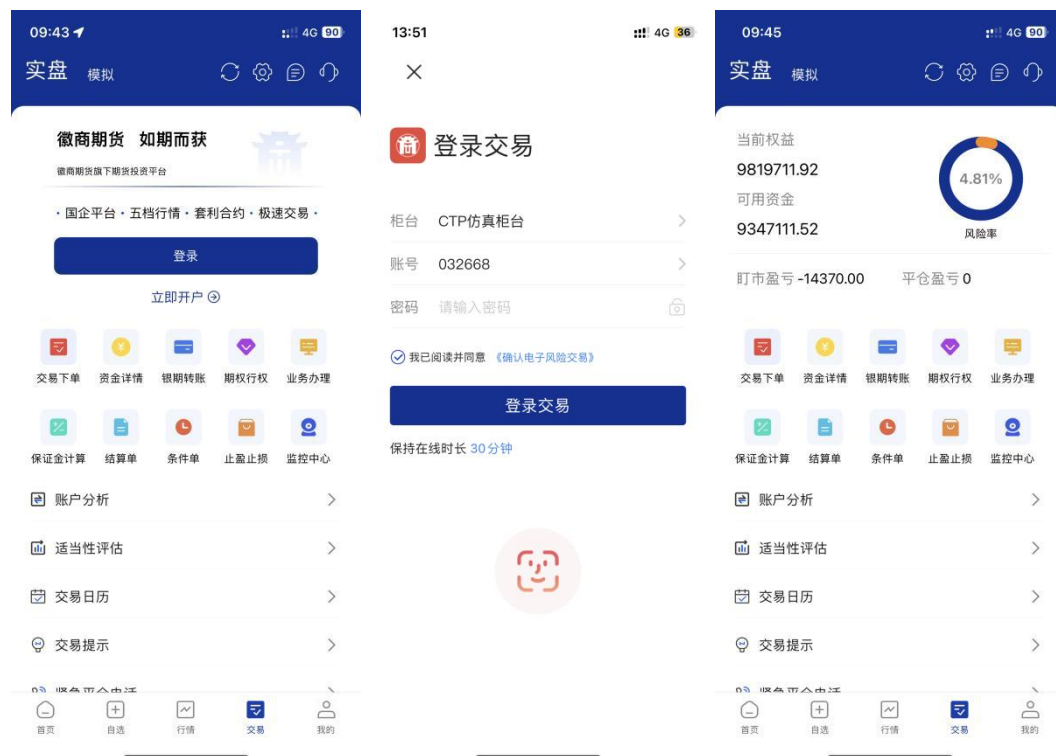 09:43
4G 90
实盘 模拟
徽商期货 如期而获
徽商期货旗下期货投资平台
·国企平台·五档行情·套利合约·极速交易·
登录
立即开户
交易下单 资金详情 银期转账 期权行权 业务办理
保证金计算 结算单 条件单 止盈止损 监控中心
账户分析
适当性评估
交易日历
交易提示
首页 自选 行情 交易 我的
13:51
4G 36
登录交易
柜台 CTP仿真柜台
账号 032668
密码 请输入密码
我已阅读并同意 《确认电子风险交易》
登录交易
保持在线时长 30分钟
09:45
4G 90
实盘 模拟
当前权益
9819711.92
可用资金
9347111.52
4.81%
风险率
盯市盈亏 -14370.00 平仓盈亏 0
交易下单 资金详情 银期转账 期权行权 业务办理
保证金计算 结算单 条件单 止盈止损 监控中心
账户分析
适当性评估
交易日历
交易提示
首页 自选 行情 交易 我的